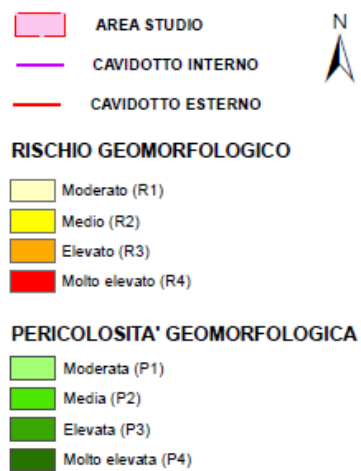 AREA STUDIO
N
CAVIDOTTO INTERNO
CAVIDOTTO ESTERNO
RISCHIO GEOMORFOLOGICO
Moderato (R1)
Medio (R2)
Elevato (R3)
Molto elevato (R4)
PERICOLOSITA' GEOMORFOLOGICA
Moderata (P1)
Media (P2)
Elevata (P3)
Molto elevata (P4)